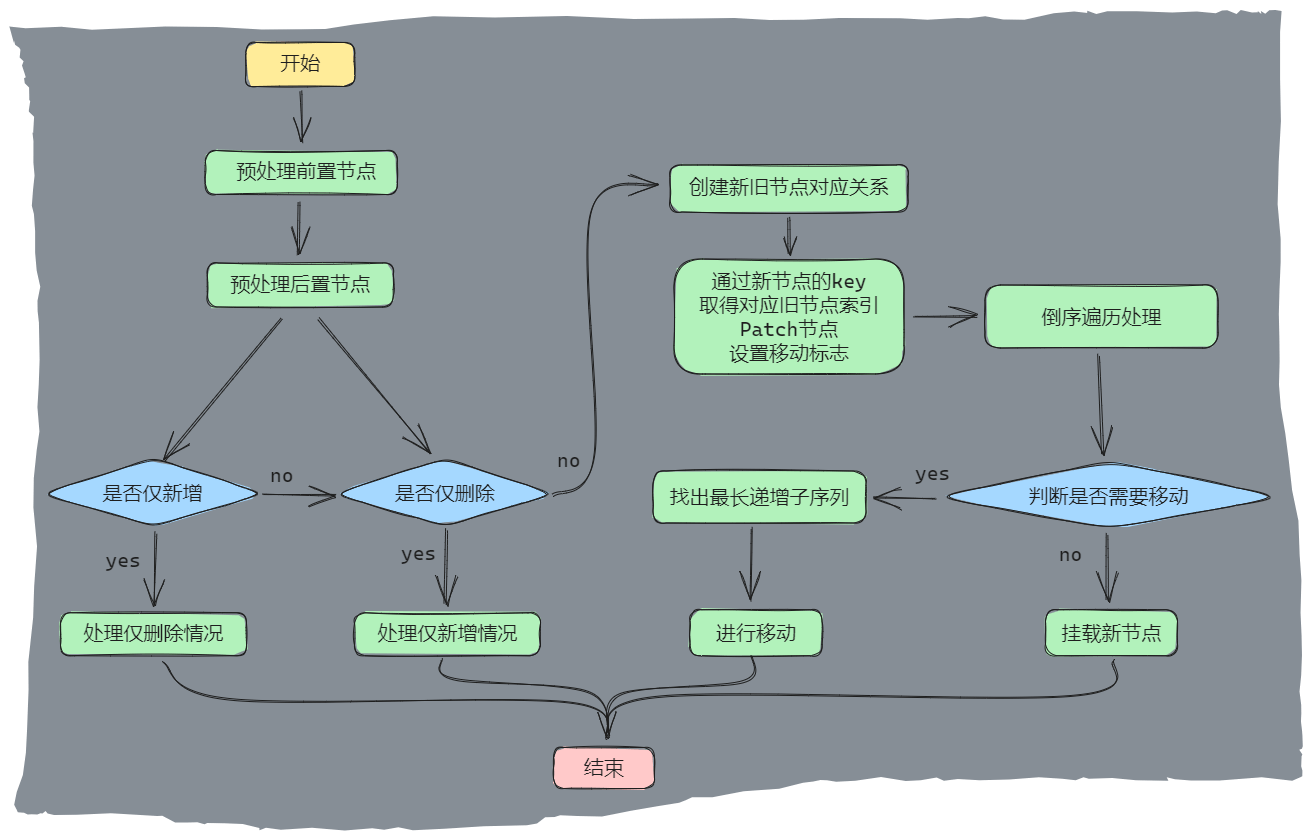 开始
预处理前置节点
预处理后置节点
是否仅新增
no
是否仅删除
no
yes
yes
处理仅删除情况
处理仅新增情况
创建新旧节点对应关系
通过新节点的key
取得对应旧节点索引
Patch节点
设置移动标志
倒序遍历处理
判断是否需要移动
yes
no
找出最长递增子序列
进行移动
挂载新节点
结束